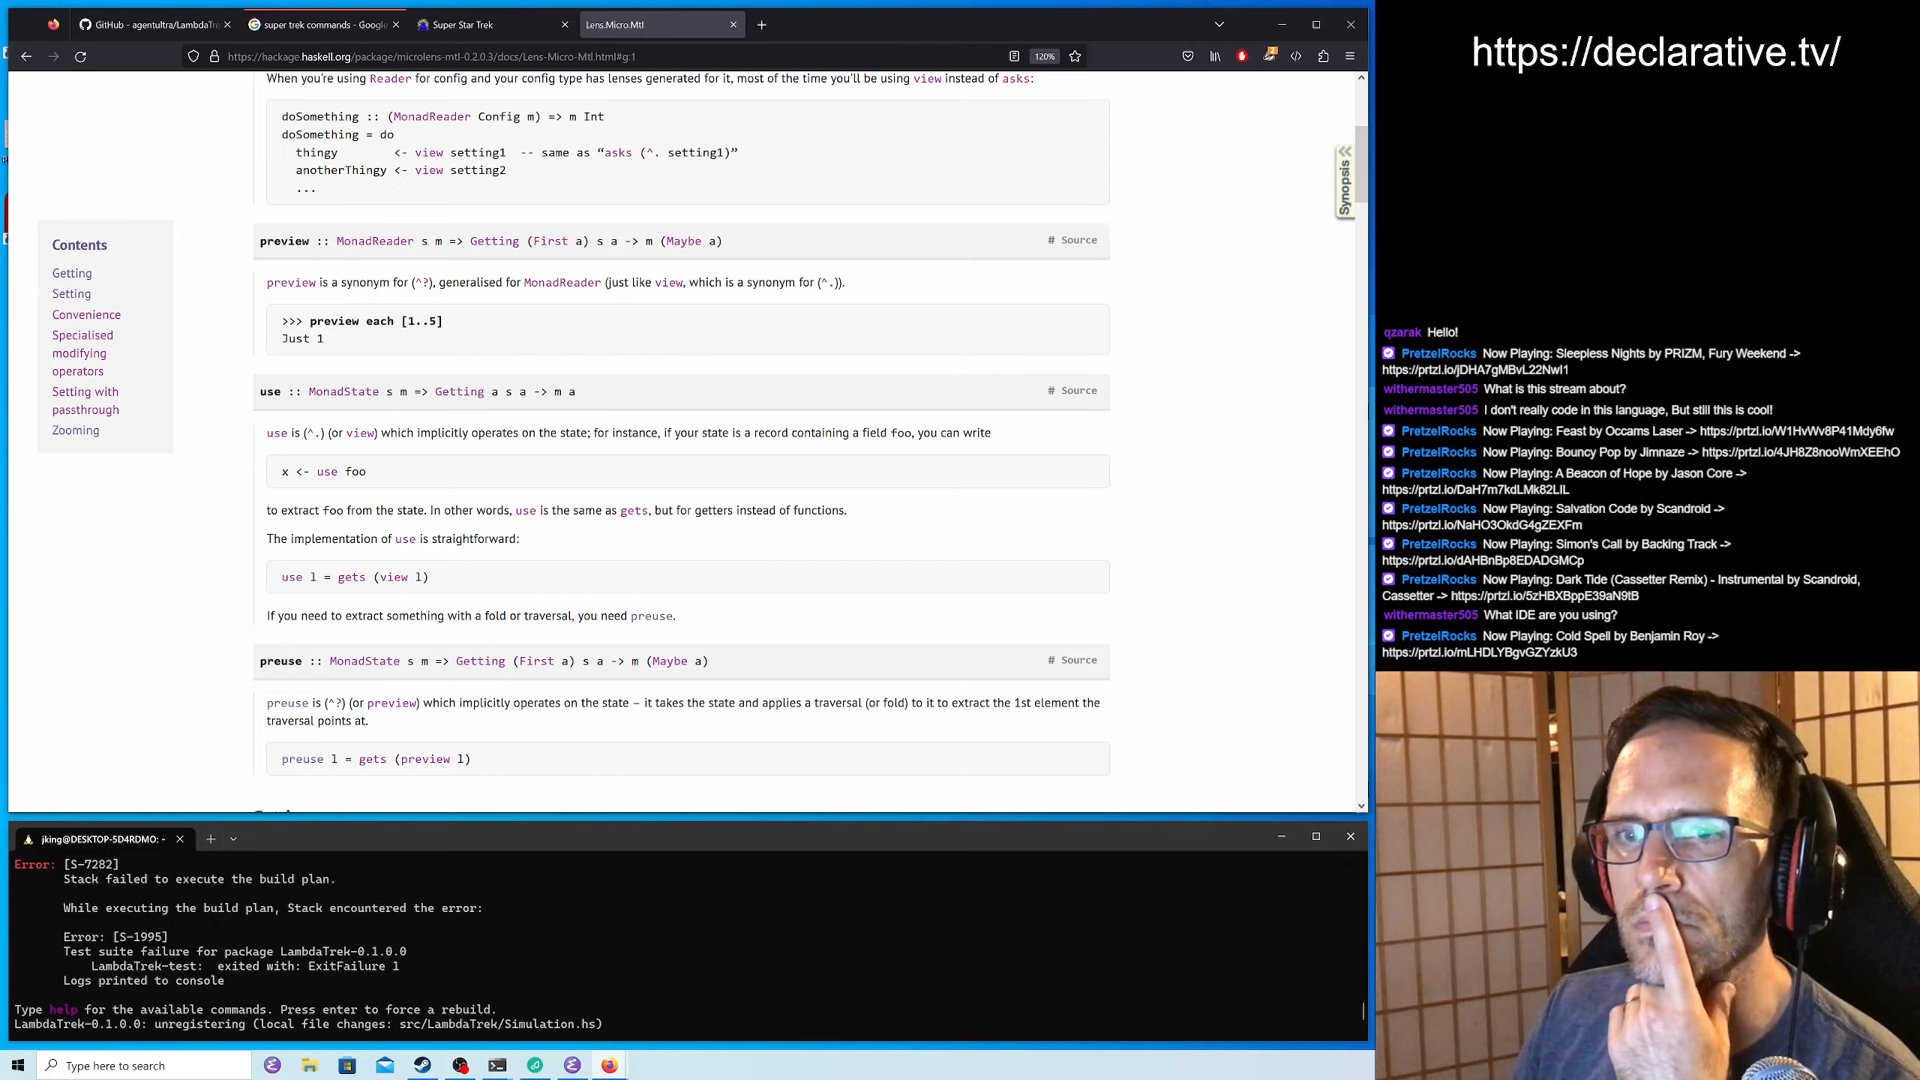 GitHub - agentultra/LambdaTre
super trek commands - Google
Super Star Trek
Lens.Micro.Mtl
https://hackage.haskell.org/package/microlens-mtl-0.2.0.3/docs/Lens-Micro-Mtl.html#g:1
120%
When you're using Reader for config and your config type has lenses generated for it, most of the time you'll be using view instead of asks:
doSomething :: (MonadReader Config m) => m Int
doSomething = do
thingy <- view setting1 -- same as “asks (^. setting1)”
anotherThingy <- view setting2
...
Synopsis
Contents
Getting
Setting
Convenience
Specialised
modifying
operators
Setting with
passthrough
Zooming
preview :: MonadReader s m => Getting (First a) s a -> m (Maybe a)
# Source
preview is a synonym for (^?), generalised for MonadReader (just like view, which is a synonym for (^.)).
>>> preview each [1..5]
Just 1
use :: MonadState s m => Getting a s a -> m a
# Source
use is (^.) (or view) which implicitly operates on the state; for instance, if your state is a record containing a field foo, you can write
x <- use foo
to extract foo from the state. In other words, use is the same as gets, but for getters instead of functions.
The implementation of use is straightforward:
use l = gets (view l)
If you need to extract something with a fold or traversal, you need preuse.
preuse :: MonadState s m => Getting (First a) s a -> m (Maybe a)
# Source
preuse is (^?) (or preview) which implicitly operates on the state – it takes the state and applies a traversal (or fold) to it to extract the 1st element the
traversal points at.
preuse l = gets (preview l)
jking@DESKTOP-5D4RDMO: ~
Error: [S-7282]
Stack failed to execute the build plan.
While executing the build plan, Stack encountered the error:
Error: [S-1995]
Test suite failure for package LambdaTrek-0.1.0.0
LambdaTrek-test: exited with: ExitFailure 1
Logs printed to console
Type help for the available commands. Press enter to force a rebuild.
LambdaTrek-0.1.0.0: unregistering (local file changes: src/LambdaTrek/Simulation.hs)
Type here to search
https://declarative.tv/
qzarak Hello!
PretzelRocks Now Playing: Sleepless Nights by PRIZM, Fury Weekend ->
https://prtzl.io/jDHA7gMBvL22Nwl1
withermaster505 What is this stream about?
withermaster505 I don't really code in this language, But still this is cool!
PretzelRocks Now Playing: Feast by Occams Laser -> https://prtzl.io/W1HvWv8P41Mdy6fw
PretzelRocks Now Playing: Bouncy Pop by Jimnaze -> https://prtzl.io/4JH8Z8nooWmXEEhO
PretzelRocks Now Playing: A Beacon of Hope by Jason Core ->
https://prtzl.io/DaH7m7kdLMk82LIL
PretzelRocks Now Playing: Salvation Code by Scandroid ->
https://prtzl.io/NaHO3OkdG4gZEXFm
PretzelRocks Now Playing: Simon's Call by Backing Track ->
https://prtzl.io/dAHBnBp8EDADGMCp
PretzelRocks Now Playing: Dark Tide (Cassetter Remix) - Instrumental by Scandroid,
Cassetter -> https://prtzl.io/5zHBXBppE39aN9tB
withermaster505 What IDE are you using?
PretzelRocks Now Playing: Cold Spell by Benjamin Roy ->
https://prtzl.io/mLHDLYBgvGZYzkU3